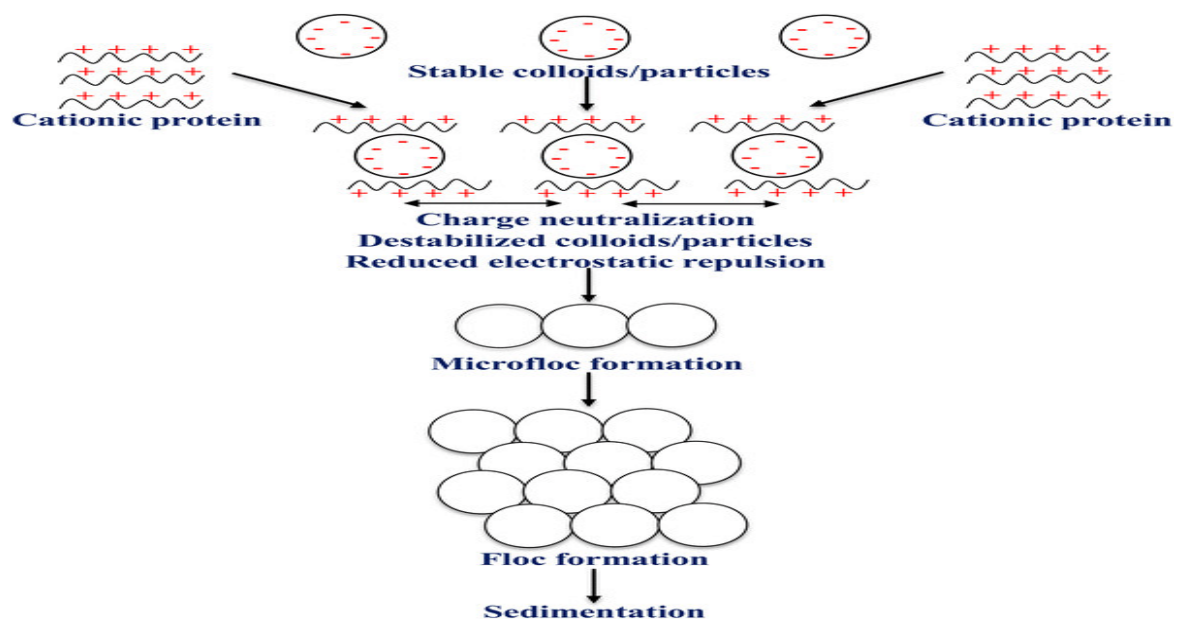 Stable colloids/particles
Cationic protein
Cationic protein
Charge neutralization
Destabilized colloids/particles
Reduced electrostatic repulsion
Microfloc formation
Floc formation
Sedimentation